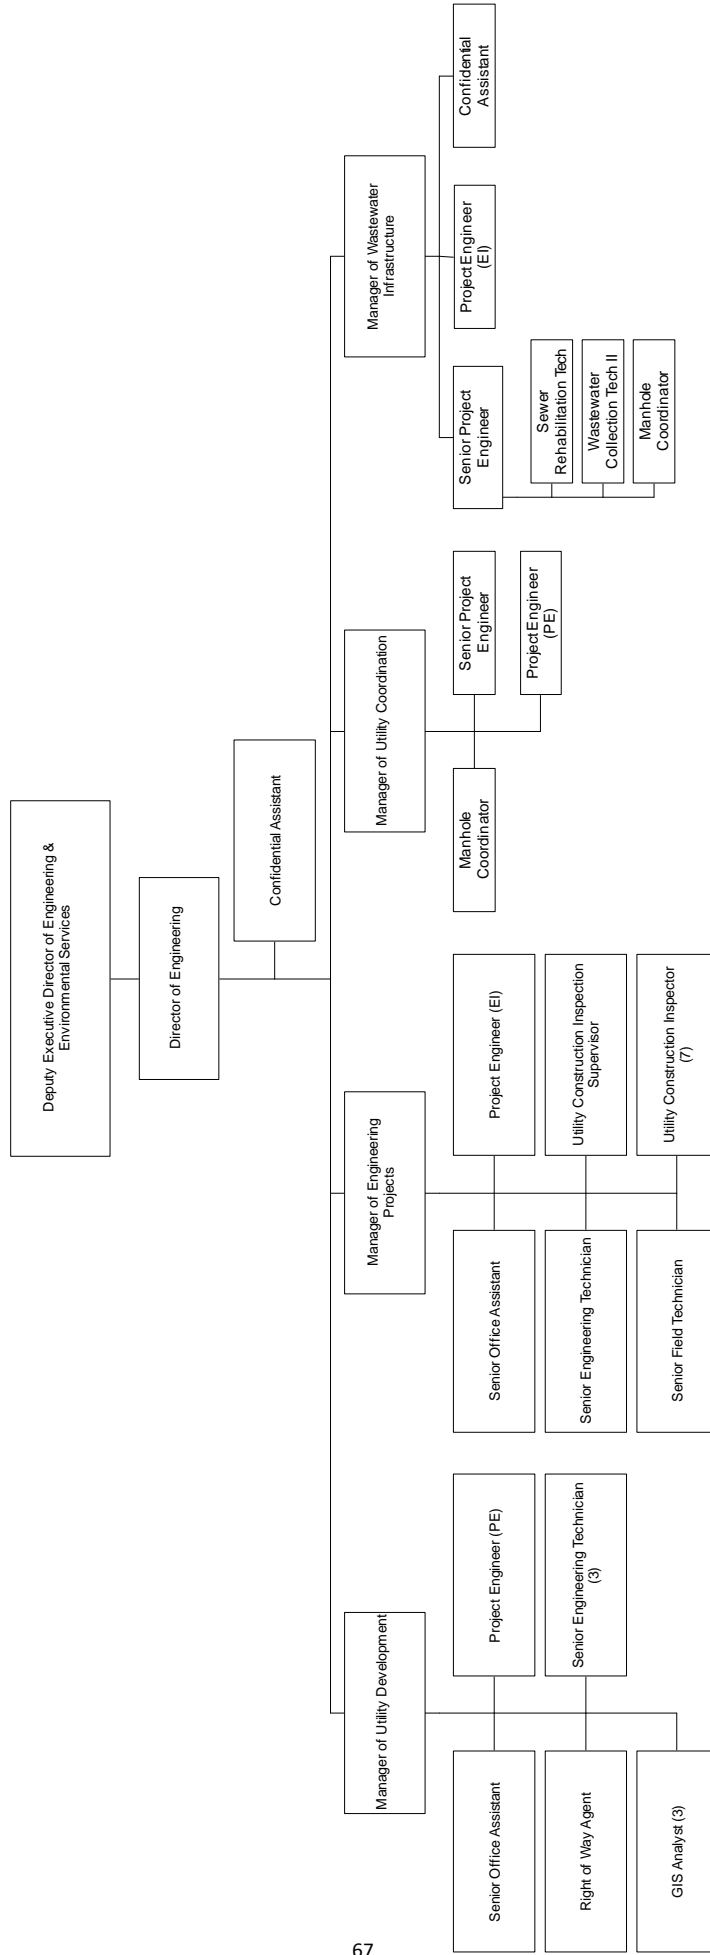 Deputy Executive Director of Engineering &
Environmental Services
Director of Engineering
Confidential Assistant
Manager of Utility Development
Senior Office Assistant
Project Engineer (PE)
Right of Way Agent
Senior Engineering Technician
(3)
GIS Analyst (3)
Manager of Engineering
Projects
Senior Office Assistant
Project Engineer (EI)
Senior Engineering Technician
Utility Construction Inspection
Supervisor
Senior Field Technician
Utility Construction Inspector
(7)
Manager of Utility Coordination
Manhole
Coordinator
Senior Project
Engineer
Project Engineer
(PE)
Manager of Wastewater
Infrastructure
Senior Project
Engineer
Project Engineer
(EI)
Confidential
Assistant
Sewer
Rehabilitation Tech
Wastewater
Collection Tech II
Manhole
Coordinator
67